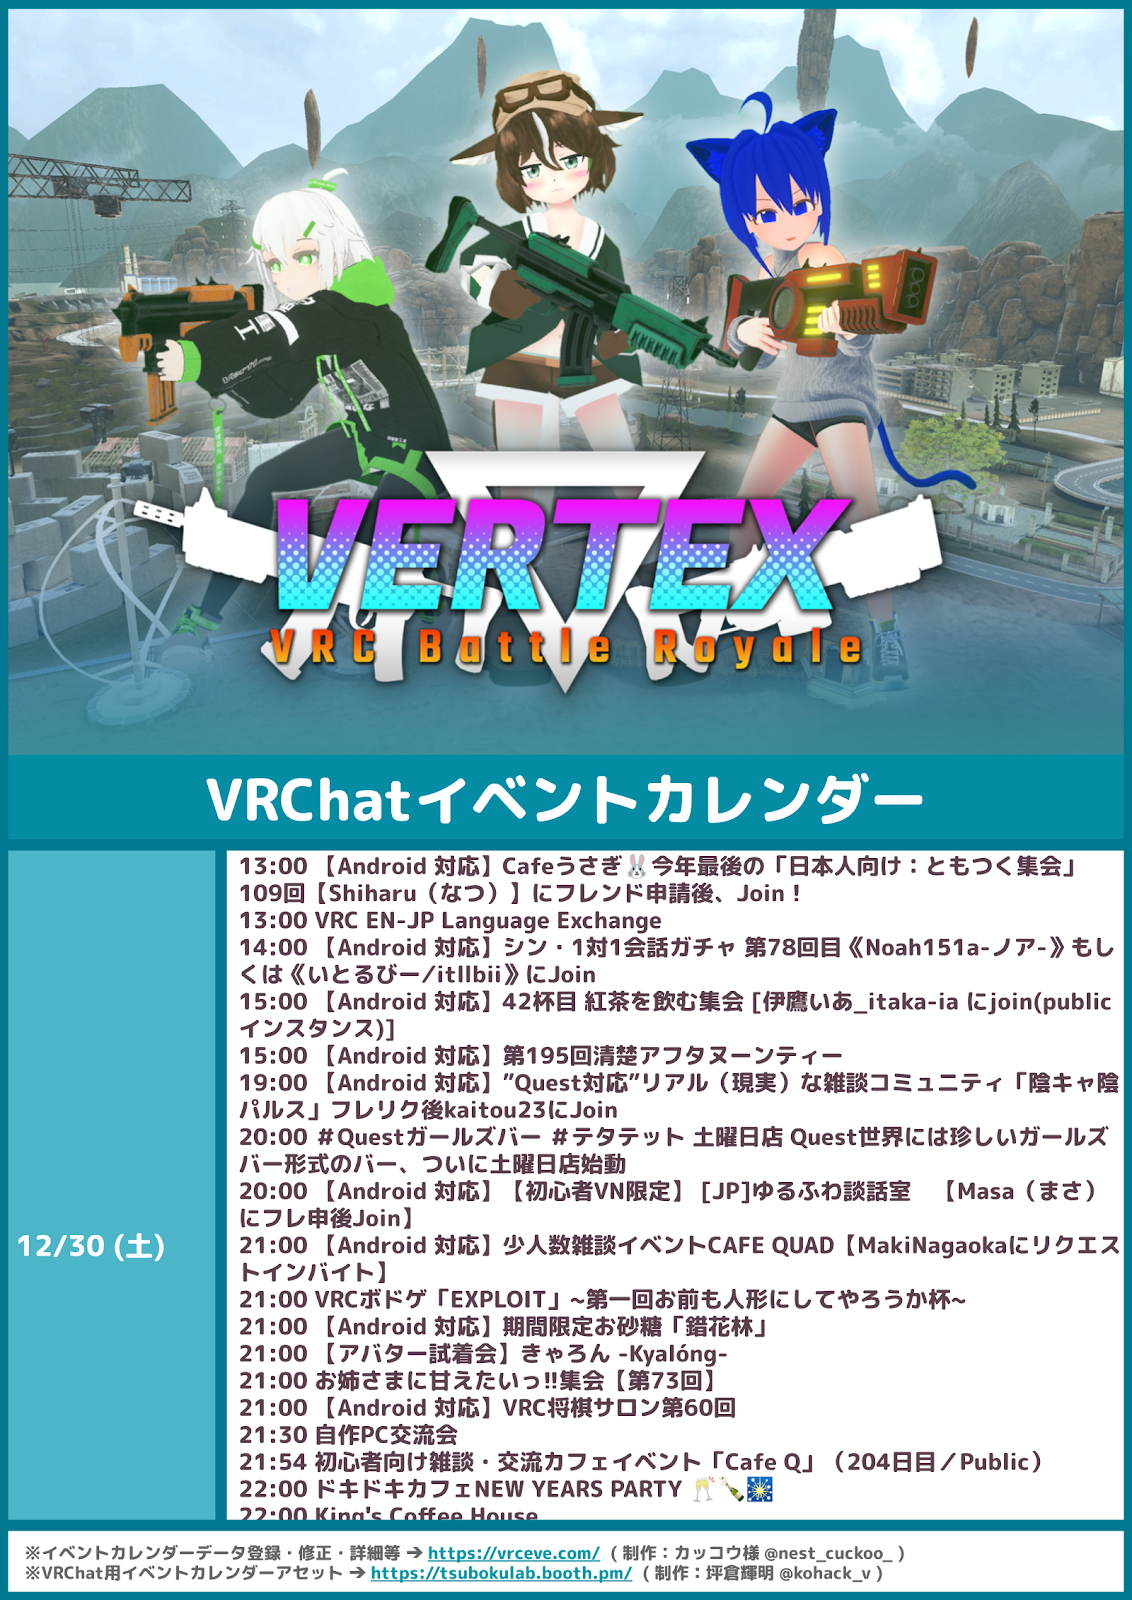 VERTEX
VRC Battle Royale
VRChatイベントカレンダー
12/30 (土)
13:00 【Android 対応】Cafeうさぎ🐰今年最後の「日本人向け：ともつく集会」
109回【Shiharu（なつ）】にフレンド申請後、Join！
13:00 VRC EN-JP Language Exchange
14:00 【Android 対応】シン・1対1会話ガチャ 第78回目《Noah151a-ノア-》もし
くは《いとるびー/itllbii》にJoin
15:00 【Android 対応】42杯目 紅茶を飲む集会 [伊鷹いあ_itaka-ia にjoin(public
インスタンス)]
15:00 【Android 対応】第195回清楚アフタヌーンティー
19:00 【Android 対応】”Quest対応”リアル（現実）な雑談コミュニティ「陰キャ陰
パルス」フレリク後kaitou23にJoin
20:00 ＃Questガールズバー ＃テタテット 土曜日店 Quest世界には珍しいガールズ
バー形式のバー、ついに土曜日店始動
20:00 【Android 対応】【初心者VN限定】 [JP]ゆるふわ談話室　【Masa（まさ）
にフレ申後Join】
21:00 【Android 対応】少人数雑談イベントCAFE QUAD【MakiNagaokaにリクエス
トインバイト】
21:00 VRCボドゲ「EXPLOIT」~第一回お前も人形にしてやろうか杯~
21:00 【Android 対応】期間限定お砂糖「錯花林」
21:00 【アバター試着会】きゃろん -Kyalóng-
21:00 お姉さまに甘えたいっ!!集会【第73回】
21:00 【Android 対応】VRC将棋サロン第60回
21:30 自作PC交流会
21:54 初心者向け雑談・交流カフェイベント「Cafe Q」（204日目／Public）
22:00 ドキドキカフェNEW YEARS PARTY 🥂🍾🎆
22:00 King's Coffee House
※イベントカレンダーデータ登録・修正・詳細等 → https://vrceve.com/ （ 制作：カッコウ様 @nest_cuckoo_ ）
※VRChat用イベントカレンダーアセット → https://tsubokulab.booth.pm/ （ 制作：坪倉輝明 @kohack_v ）